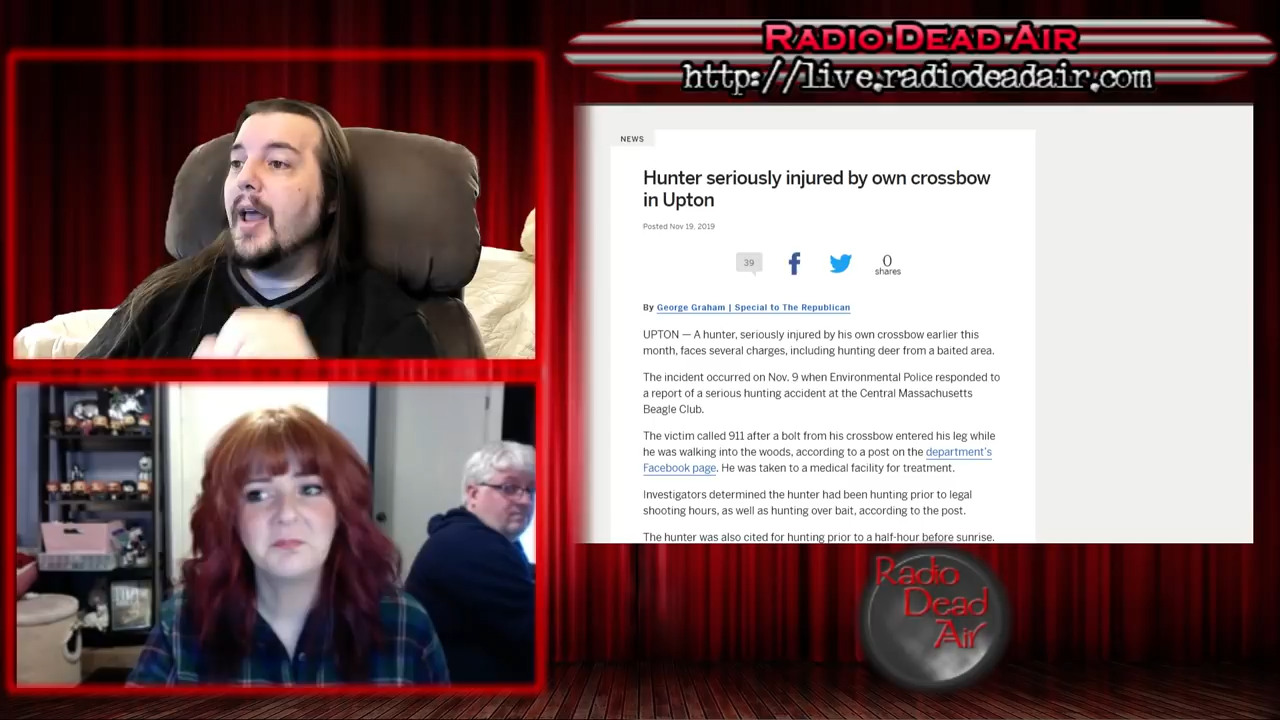 Radio Dead Air
http://live.radiodeadair.com
NEWS
Hunter seriously injured by own crossbow
in Upton
Posted Nov 19, 2019
39
0
shares
By George Graham | Special to The Republican
UPTON — A hunter, seriously injured by his own crossbow earlier this
month, faces several charges, including hunting deer from a baited area.
The incident occurred on Nov. 9 when Environmental Police responded to
a report of a serious hunting accident at the Central Massachusetts
Beagle Club.
The victim called 911 after a bolt from his crossbow entered his leg while
he was walking into the woods, according to a post on the department's
Facebook page. He was taken to a medical facility for treatment.
Investigators determined the hunter had been hunting prior to legal
shooting hours, as well as hunting over bait, according to the post.
The hunter was also cited for hunting prior to a half-hour before sunrise.
Radio
Dead
Air